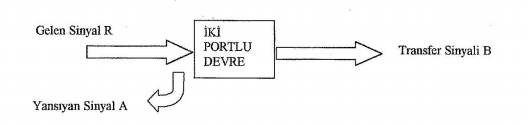 Gelen Sinyal R
İKİ
PORTLU
DEVRE
Transfer Sinyali B
Yansıyan Sinyal A